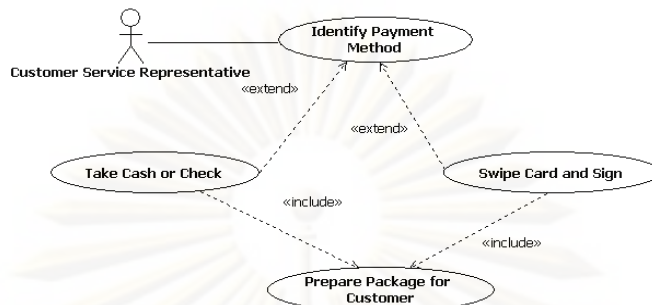 Identify Payment
Method
Customer Service Representative
«extend»
«extend»
Take Cash or Check
Swipe Card and Sign
«include»
«include»
Prepare Package for
Customer